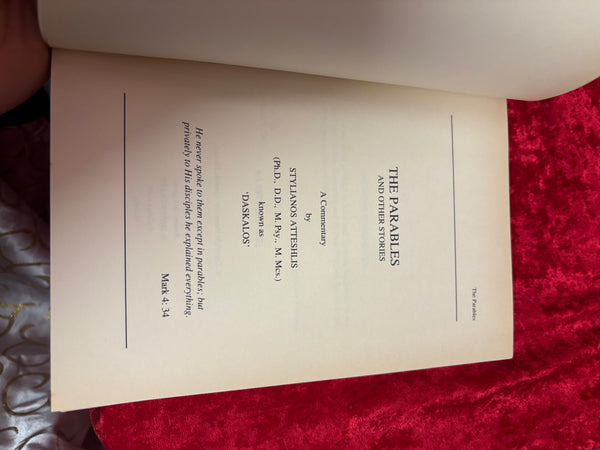 The Parables
THE PARABLES
AND OTHER STORIES
A Commentary
by
STYLIANOS ATTESHLIS
(Ph.D., D.D., M. Psy., M. Mcs.)
known as
‘DASKALOS’
He never spoke to them except in parables; but
privately to His disciples he explained everything.
Mark 4: 34